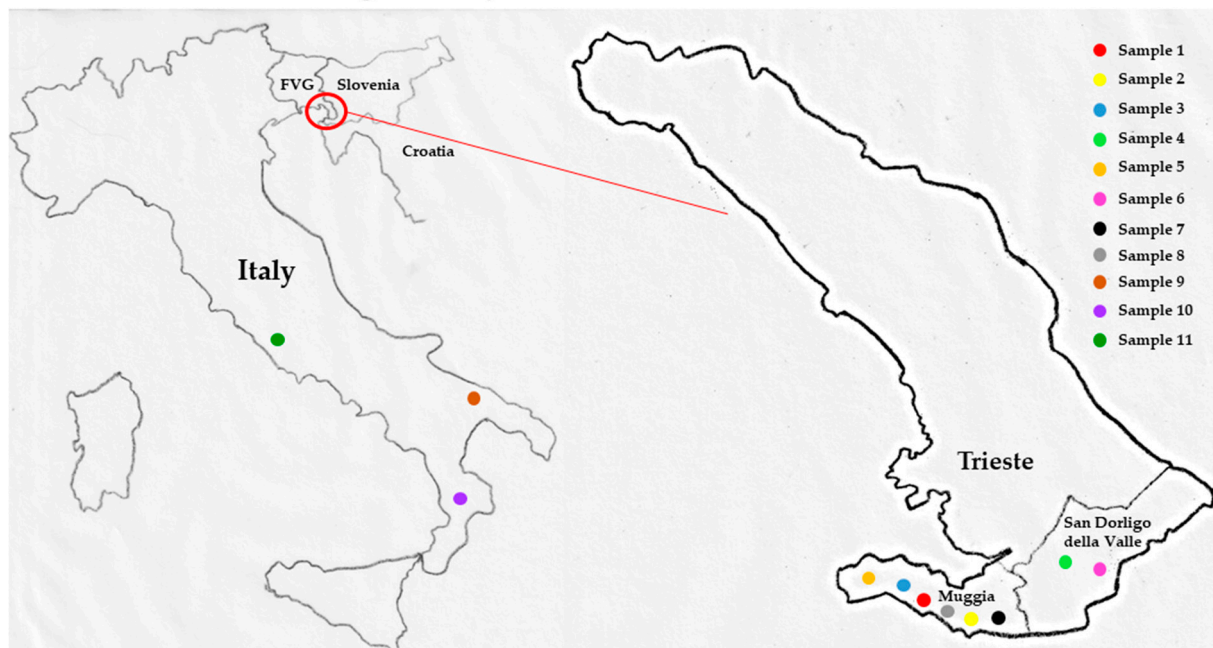 FVG
Slovenia
Croatia
Italy
Sample 1
Sample 2
Sample 3
Sample 4
Sample 5
Sample 6
Sample 7
Sample 8
Sample 9
Sample 10
Sample 11
Trieste
San Dorligo
della Valle
Muggia